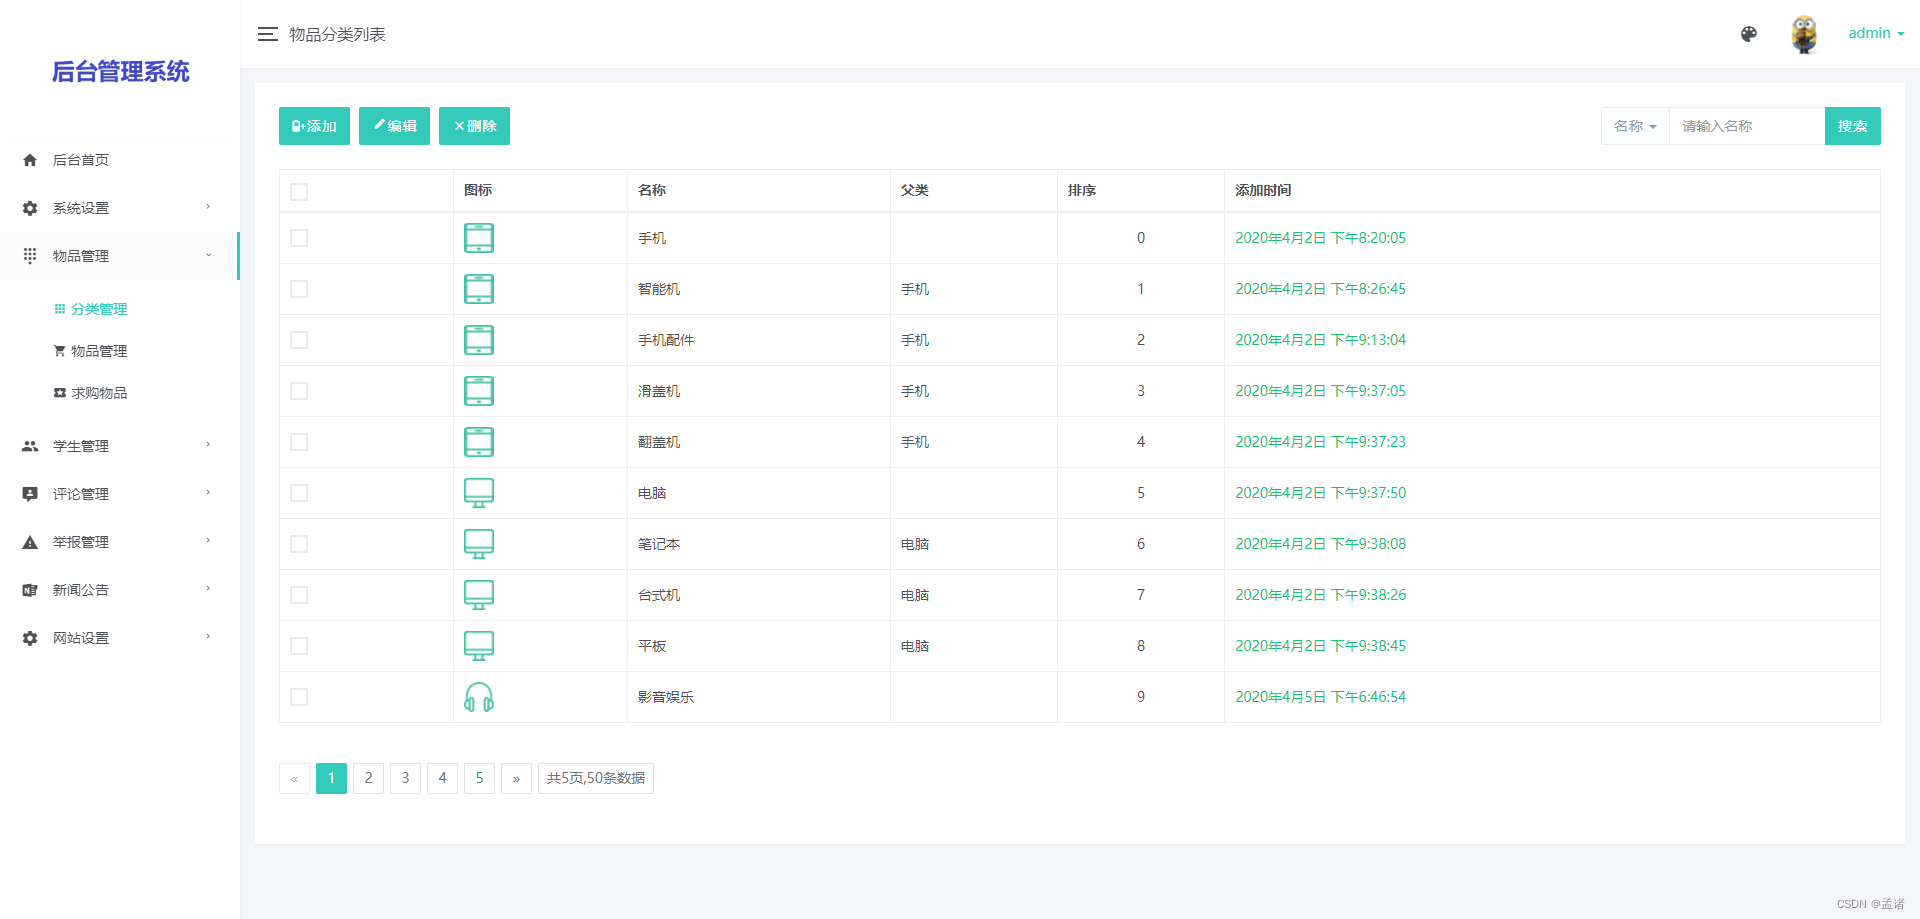 后台管理系统
物品分类列表
admin
后台首页
系统设置
物品管理
分类管理
物品管理
求购物品
学生管理
评论管理
举报管理
新闻公告
网站设置
添加 编辑 删除
名称 请输入名称 搜索
图标 名称 父类 排序 添加时间
手机 0 2020年4月2日 下午8:20:05
智能机 手机 1 2020年4月2日 下午8:26:45
手机配件 手机 2 2020年4月2日 下午9:13:04
滑盖机 手机 3 2020年4月2日 下午9:37:05
翻盖机 手机 4 2020年4月2日 下午9:37:23
电脑 5 2020年4月2日 下午9:37:50
笔记本 电脑 6 2020年4月2日 下午9:38:08
台式机 电脑 7 2020年4月2日 下午9:38:26
平板 电脑 8 2020年4月2日 下午9:38:45
影音娱乐 9 2020年4月5日 下午6:46:54
« 1 2 3 4 5 » 共5页,50条数据
CSDN @孟诸